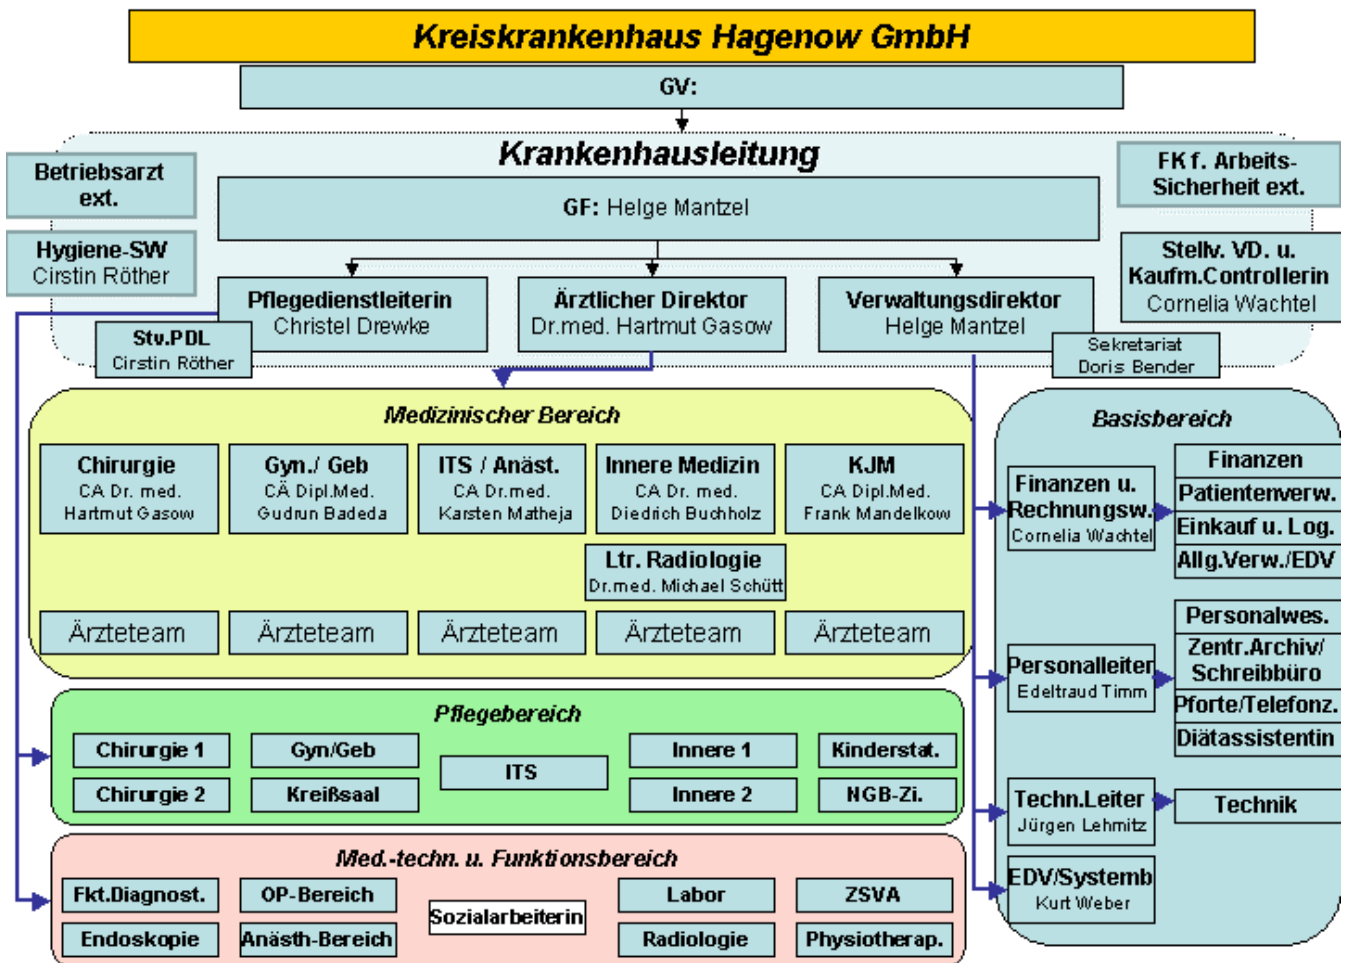 Kreiskrankenhaus Hagenow GmbH
GV:
Krankenhausleitung
Betriebsarzt
ext.
FK f. Arbeits-
Sicherheit ext.
GF: Helge Mantzel
Hygiene-SW
Cirstin Röther
Stellv. VD. u.
Kaufm.Controllerin
Cornelia Wachtel
Pflegedienstleiterin
Christel Drewke
Ärztlicher Direktor
Dr.med. Hartmut Gasow
Verwaltungsdirektor
Helge Mantzel
Stv.PDL
Cirstin Röther
Sekretariat
Doris Bender
Medizinischer Bereich
Chirurgie
CA Dr. med.
Hartmut Gasow
Gyn./ Geb
CÄ Dipl.Med.
Gudrun Badeda
ITS / Anäst.
CA Dr.med.
Karsten Matheja
Innere Medizin
CA Dr. med.
Diedrich Buchholz
KJM
CA Dipl.Med.
Frank Mandelkow
Ltr. Radiologie
Dr.med. Michael Schütt
Ärzteteam
Ärzteteam
Ärzteteam
Ärzteteam
Ärzteteam
Pflegebereich
Chirurgie 1
Gyn/Geb
ITS
Innere 1
Kinderstat.
Chirurgie 2
Kreißsaal
Innere 2
NGB-Zi.
Med.-techn. u. Funktionsbereich
Fkt.Diagnost.
OP-Bereich
Sozialarbeiterin
Labor
ZSVA
Endoskopie
Anästh-Bereich
Radiologie
Physiotherap.
Basisbereich
Finanzen u.
Rechnungsw.
Cornelia Wachtel
Finanzen
Patientenverw.
Einkauf u. Log.
Allg.Verw./EDV
Personalleiter
Edeltraud Timm
Personalwes.
Zentr.Archiv/
Schreibbüro
Pforte/Telefonz.
Diätassistentin
Techn.Leiter
Jürgen Lehmitz
Technik
EDV/Systemb
Kurt Weber